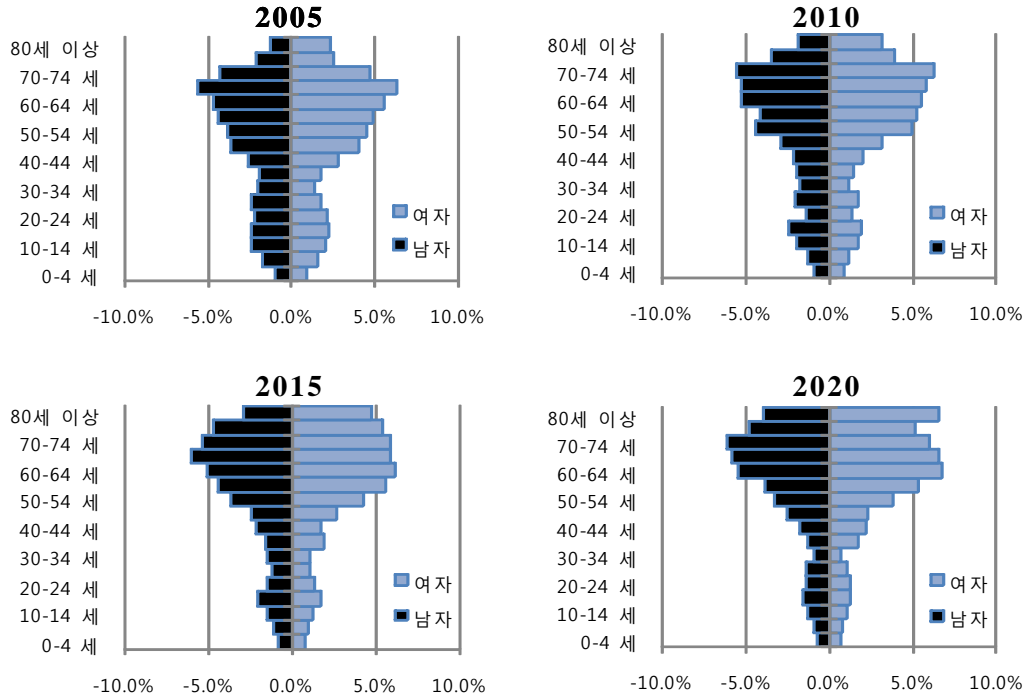 2005
80세 이상
70-74 세
60-64 세
50-54 세
40-44 세
30-34 세
20-24 세
10-14 세
0-4 세
여자
남자
-10.0% -5.0% 0.0% 5.0% 10.0%
2010
80세 이상
70-74 세
60-64 세
50-54 세
40-44 세
30-34 세
20-24 세
10-14 세
0-4 세
여자
남자
-10.0% -5.0% 0.0% 5.0% 10.0%
2015
80세 이상
70-74 세
60-64 세
50-54 세
40-44 세
30-34 세
20-24 세
10-14 세
0-4 세
여자
남자
-10.0% -5.0% 0.0% 5.0% 10.0%
2020
80세 이상
70-74 세
60-64 세
50-54 세
40-44 세
30-34 세
20-24 세
10-14 세
0-4 세
여자
남자
-10.0% -5.0% 0.0% 5.0% 10.0%